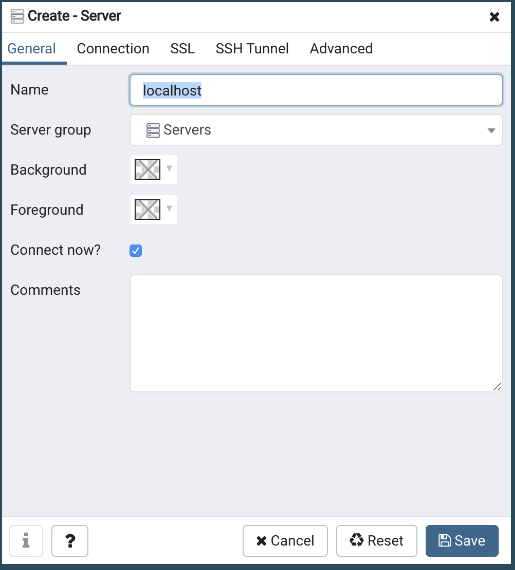 Create - Server
General Connection SSL SSH Tunnel Advanced
Name localhost
Server group Servers
Background
Foreground
Connect now?
Comments
i ? Cancel Reset Save